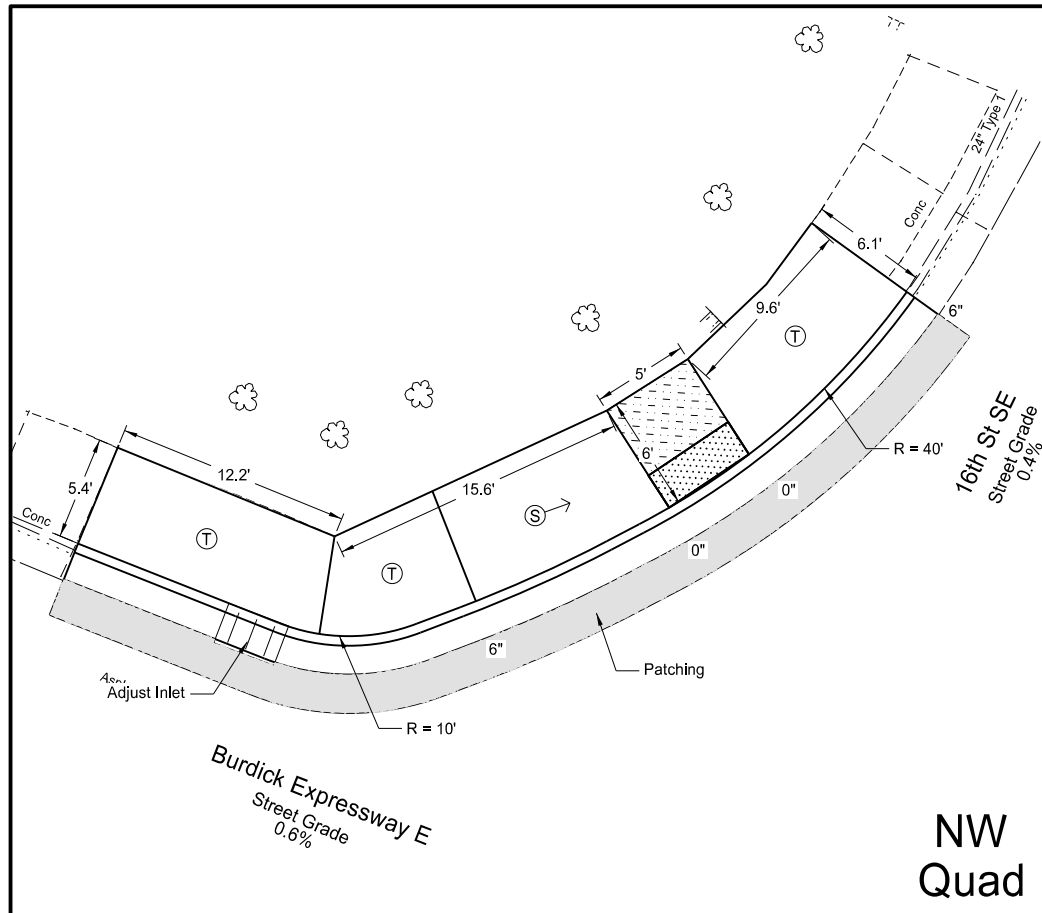 24" Type 1
Conc
6.1'
9.6'
6"
T
5'
16th St SE
Street Grade
0.4%
R = 40'
12.2'
5.4'
6'
15.6'
S
Conc
T
T
0"
0"
6"
Patching
Adjust Inlet
R = 10'
Burdick Expressway E
Street Grade
0.6%
NW
Quad